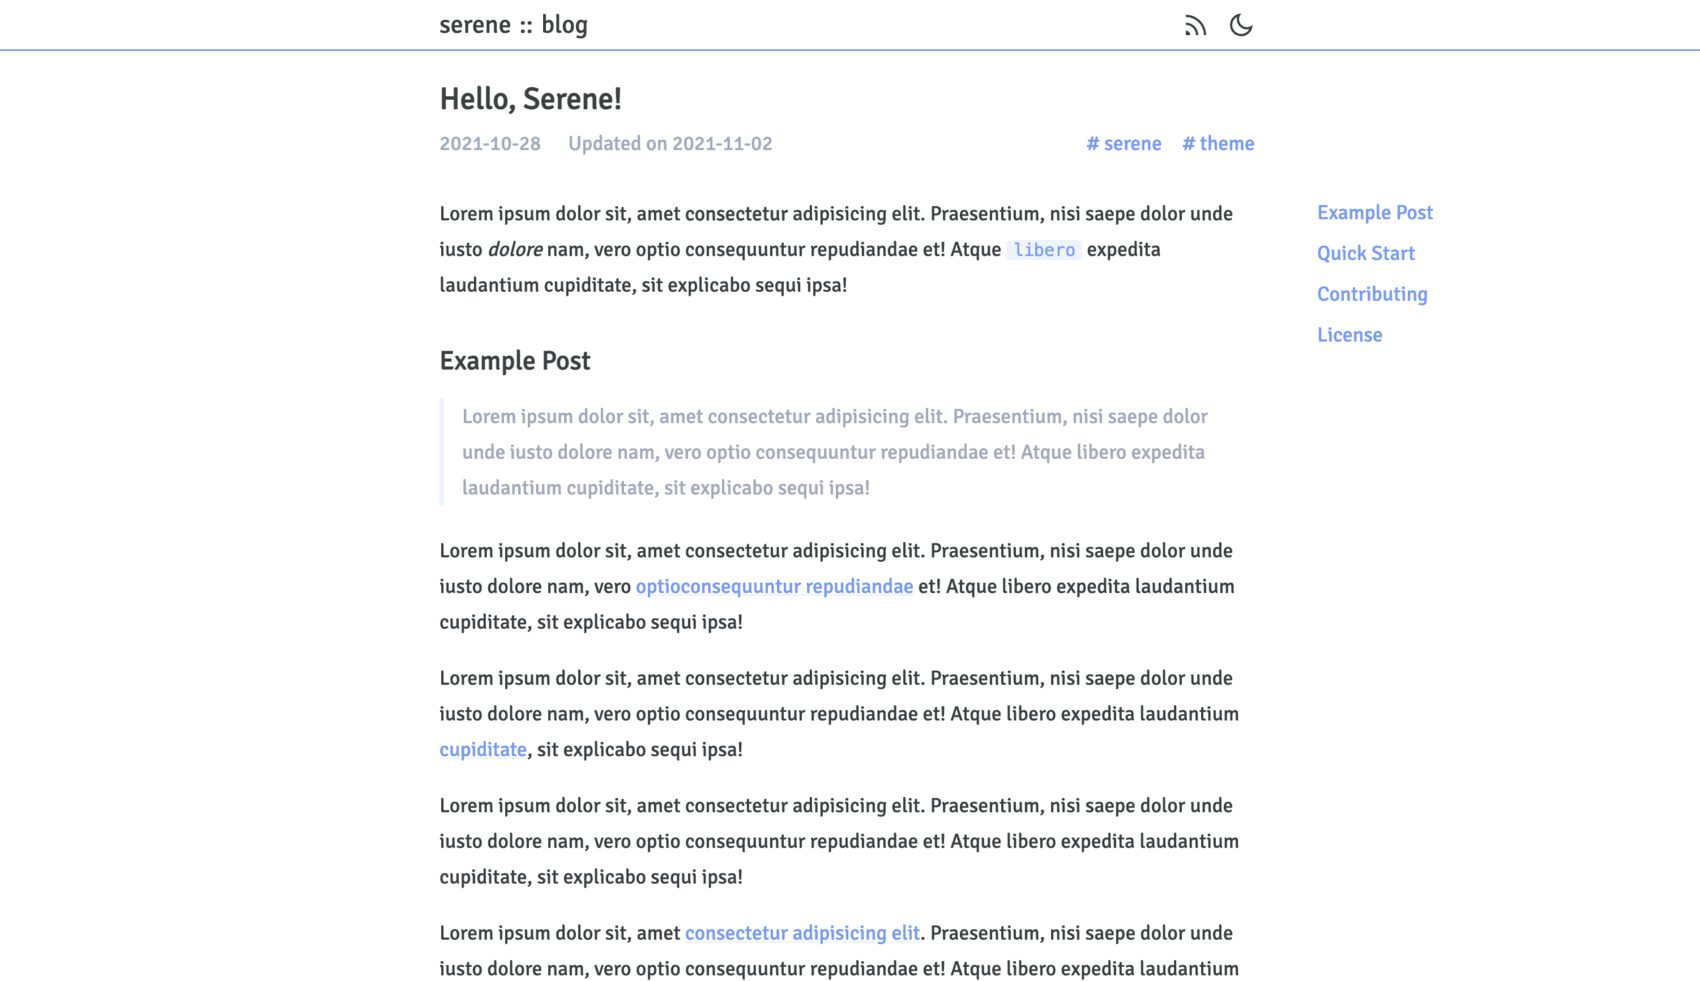 serene :: blog
Hello, Serene!
2021-10-28 Updated on 2021-11-02 # serene # theme
Lorem ipsum dolor sit, amet consectetur adipisicing elit. Praesentium, nisi saepe dolor unde
iusto dolore nam, vero optio consequuntur repudiandae et! Atque libero expedita
laudantium cupiditate, sit explicabo sequi ipsa!
Example Post
Quick Start
Contributing
License
Example Post
Lorem ipsum dolor sit, amet consectetur adipisicing elit. Praesentium, nisi saepe dolor
unde iusto dolore nam, vero optio consequuntur repudiandae et! Atque libero expedita
laudantium cupiditate, sit explicabo sequi ipsa!
Lorem ipsum dolor sit, amet consectetur adipisicing elit. Praesentium, nisi saepe dolor unde
iusto dolore nam, vero optioconsequuntur repudiandae et! Atque libero expedita laudantium
cupiditate, sit explicabo sequi ipsa!
Lorem ipsum dolor sit, amet consectetur adipisicing elit. Praesentium, nisi saepe dolor unde
iusto dolore nam, vero optio consequuntur repudiandae et! Atque libero expedita laudantium
cupiditate, sit explicabo sequi ipsa!
Lorem ipsum dolor sit, amet consectetur adipisicing elit. Praesentium, nisi saepe dolor unde
iusto dolore nam, vero optio consequuntur repudiandae et! Atque libero expedita laudantium
cupiditate, sit explicabo sequi ipsa!
Lorem ipsum dolor sit, amet consectetur adipisicing elit. Praesentium, nisi saepe dolor unde
iusto dolore nam, vero optio consequuntur repudiandae et! Atque libero expedita laudantium